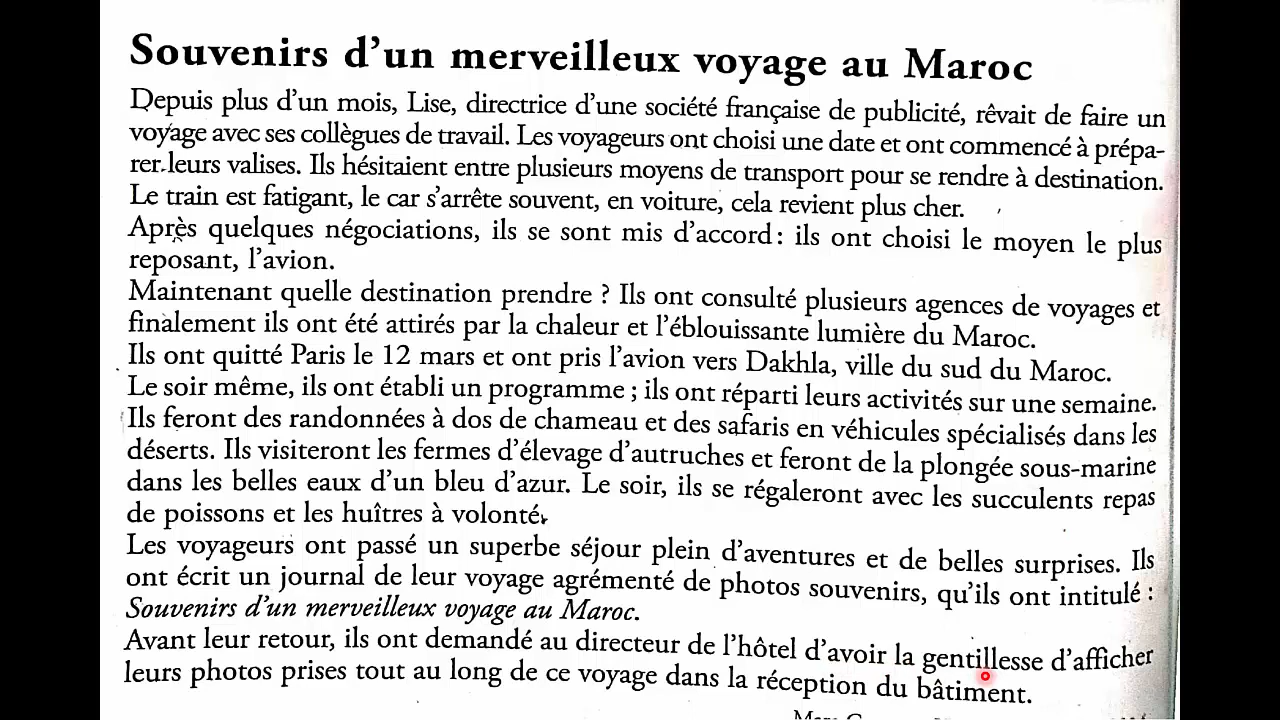 Souvenirs d'un merveilleux voyage au Maroc
Depuis plus d'un mois, Lise, directrice d'une société française de publicité, rêvait de faire un
voyage avec ses collègues de travail. Les voyageurs ont choisi une date et ont commencé à prépa-
rer leurs valises. Ils hésitaient entre plusieurs moyens de transport pour se rendre à destination.
Le train est fatigant, le car s'arrête souvent, en voiture, cela revient plus cher.
Après quelques négociations, ils se sont mis d'accord : ils ont choisi le moyen le plus
reposant, l'avion.
Maintenant quelle destination prendre ? Ils ont consulté plusieurs agences de voyages et
finalement ils ont été attirés par la chaleur et l'éblouissante lumière du Maroc.
Ils ont quitté Paris le 12 mars et ont pris l'avion vers Dakhla, ville du sud du Maroc.
Le soir même, ils ont établi un programme ; ils ont réparti leurs activités sur une semaine.
Ils feront des randonnées à dos de chameau et des safaris en véhicules spécialisés dans les
déserts. Ils visiteront les fermes d'élevage d'autruches et feront de la plongée sous-marine
dans les belles eaux d'un bleu d'azur. Le soir, ils se régaleront avec les succulents repas
de poissons et les huîtres à volonté.
Les voyageurs ont passé un superbe séjour plein d'aventures et de belles surprises. Ils
ont écrit un journal de leur voyage agrémenté de photos souvenirs, qu'ils ont intitulé :
Souvenirs d'un merveilleux voyage au Maroc.
Avant leur retour, ils ont demandé au directeur de l'hôtel d'avoir la gentillesse d'afficher
leurs photos prises tout au long de ce voyage dans la réception du bâtiment.